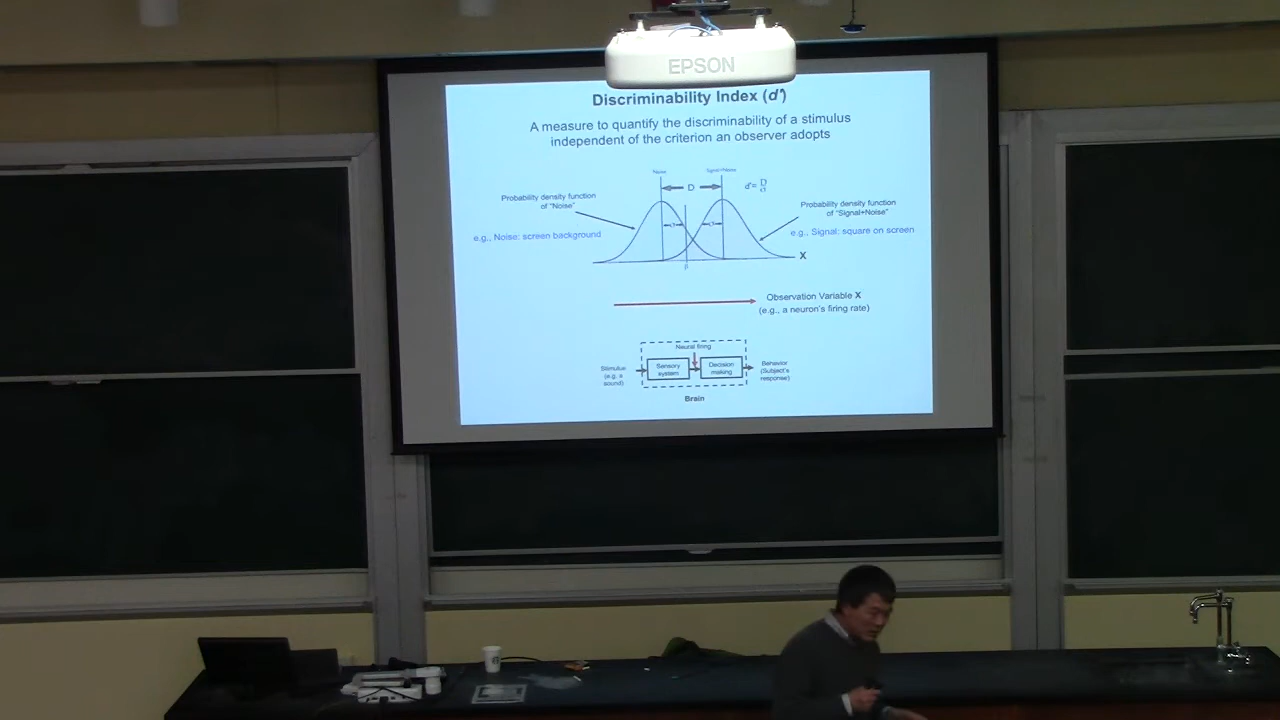 EPSON
Discriminability Index (d')
A measure to quantify the discriminability of a stimulus
independent of the criterion an observer adopts
Noise
Signal+Noise
D
d'= D
σ
Probability density function
of "Noise"
Probability density function
of "Signal+Noise"
e.g., Noise: screen background
e.g., Signal: square on screen
σ
σ
X
β
Observation Variable X
(e.g., a neuron's firing rate)
Neural firing
Stimulus
(e.g. a
sound)
Sensory
system
Decision
making
Behavior
(Subject's
response)
Brain